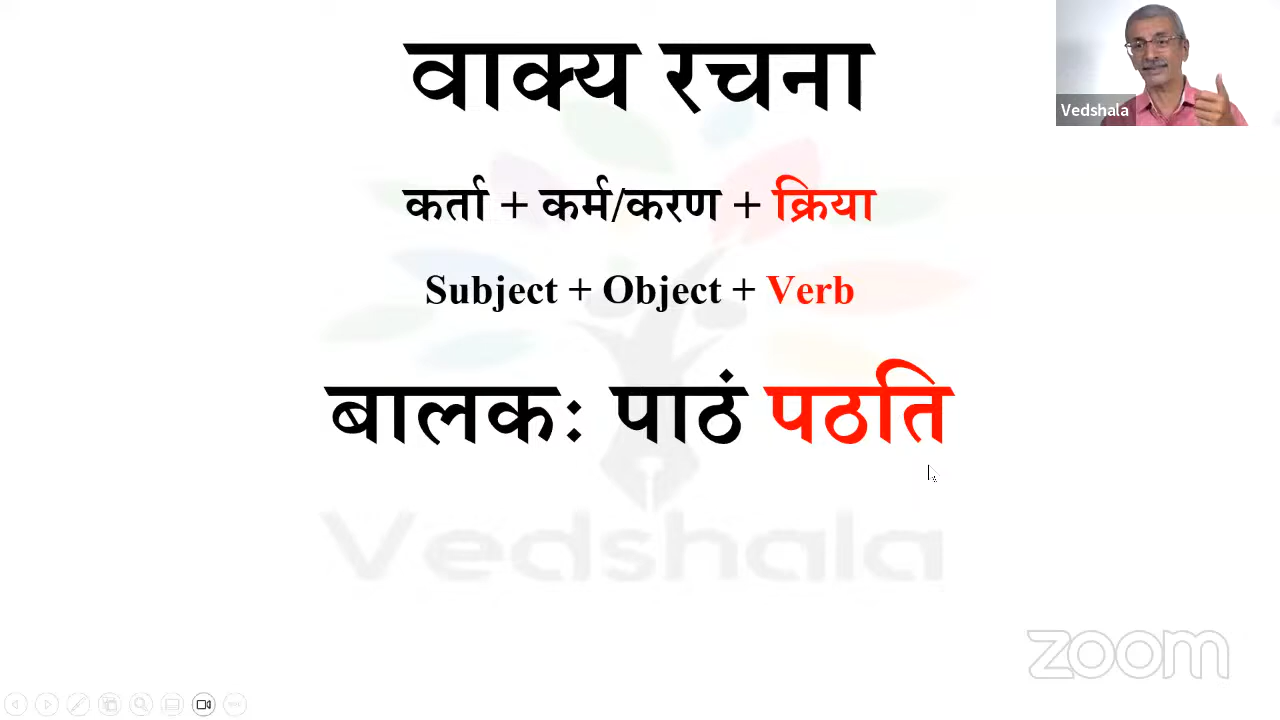 वाक्य रचना
Vedshala
कर्ता + कर्म/करण + क्रिया
Subject + Object + Verb
बालकः पाठं पठति
Vedshala
zoom